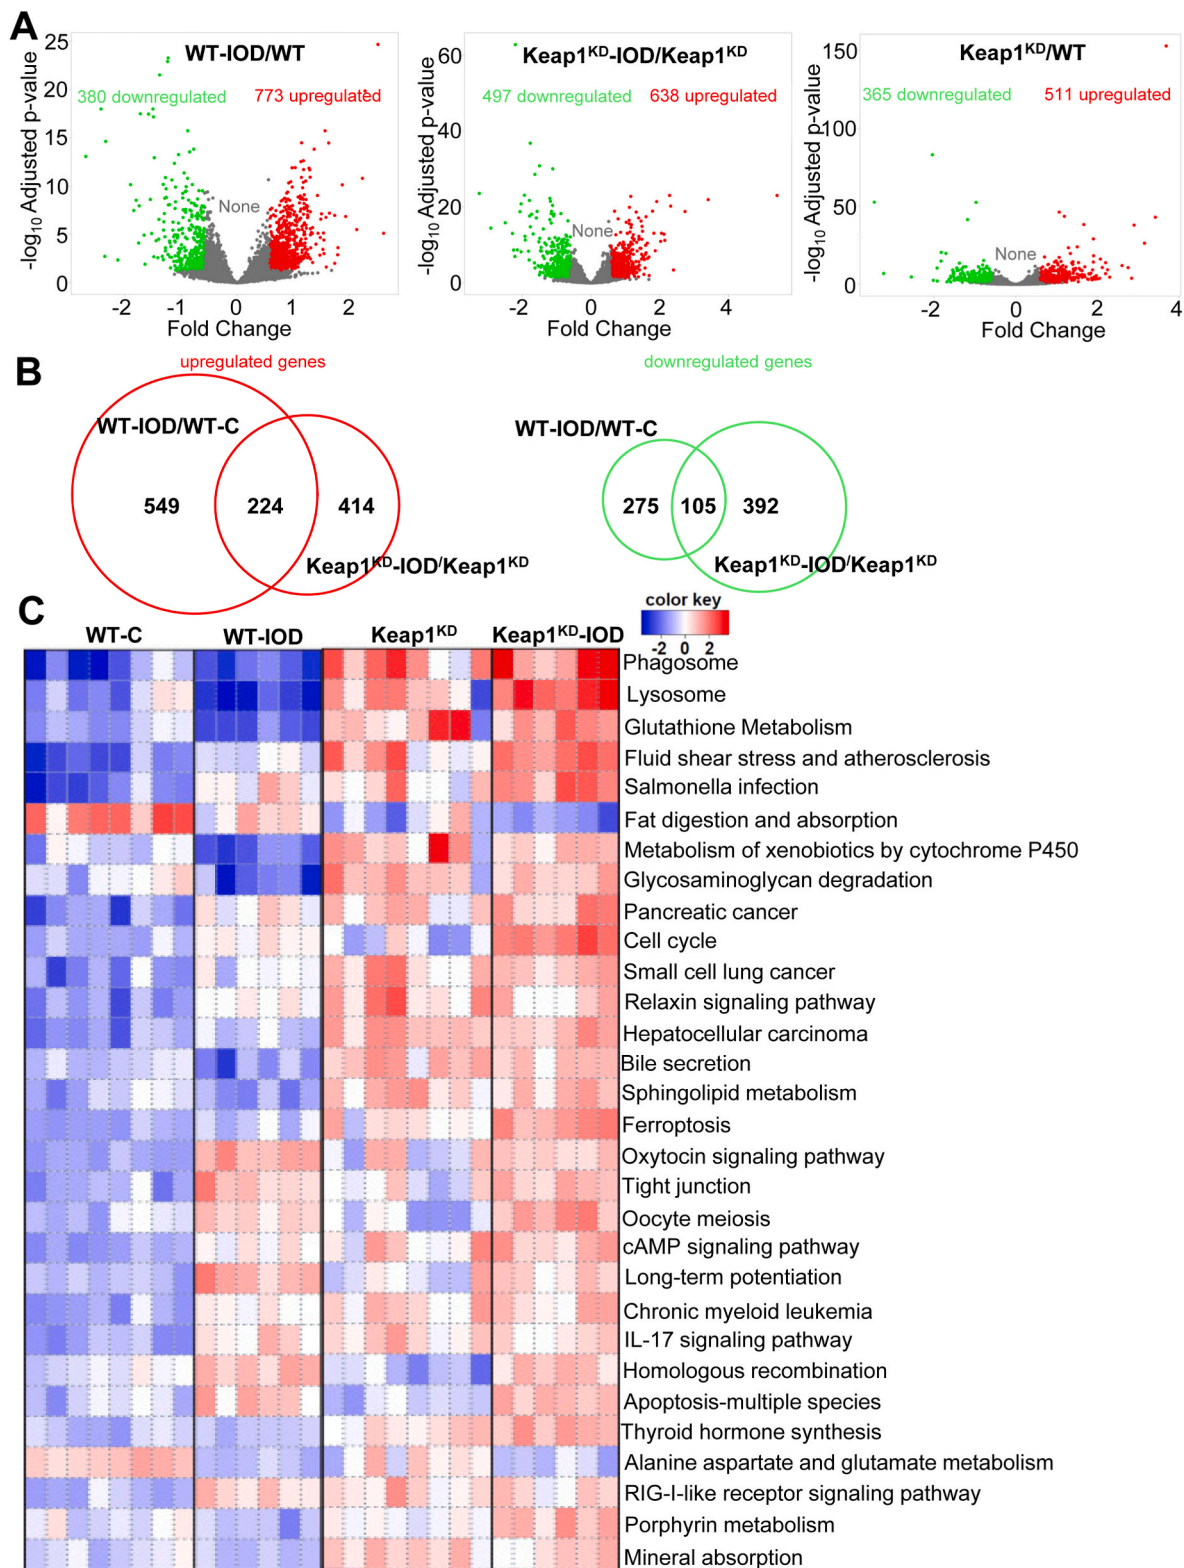 A
WT-IOD/WT
380 downregulated
773 upregulated
None
-log10 Adjusted p-value
25
20
15
10
5
0
-2
-1
0
1
2
Fold Change
Keap1KD-IOD/Keap1KD
497 downregulated
638 upregulated
None
-log10 Adjusted p-value
60
40
20
0
-2
0
2
4
Fold Change
Keap1KD/WT
365 downregulated
511 upregulated
None
-log10 Adjusted p-value
150
100
50
0
-2
0
2
4
Fold Change
B
upregulated genes
WT-IOD/WT-C
549
224
414
Keap1KD-IOD/Keap1KD
downregulated genes
WT-IOD/WT-C
275
105
392
Keap1KD-IOD/Keap1KD
C
color key
-2 0 2
WT-C
WT-IOD
Keap1KD
Keap1KD-IOD
Phagosome
Lysosome
Glutathione Metabolism
Fluid shear stress and atherosclerosis
Salmonella infection
Fat digestion and absorption
Metabolism of xenobiotics by cytochrome P450
Glycosaminoglycan degradation
Pancreatic cancer
Cell cycle
Small cell lung cancer
Relaxin signaling pathway
Hepatocellular carcinoma
Bile secretion
Sphingolipid metabolism
Ferroptosis
Oxytocin signaling pathway
Tight junction
Oocyte meiosis
cAMP signaling pathway
Long-term potentiation
Chronic myeloid leukemia
IL-17 signaling pathway
Homologous recombination
Apoptosis-multiple species
Thyroid hormone synthesis
Alanine aspartate and glutamate metabolism
RIG-I-like receptor signaling pathway
Porphyrin metabolism
Mineral absorption